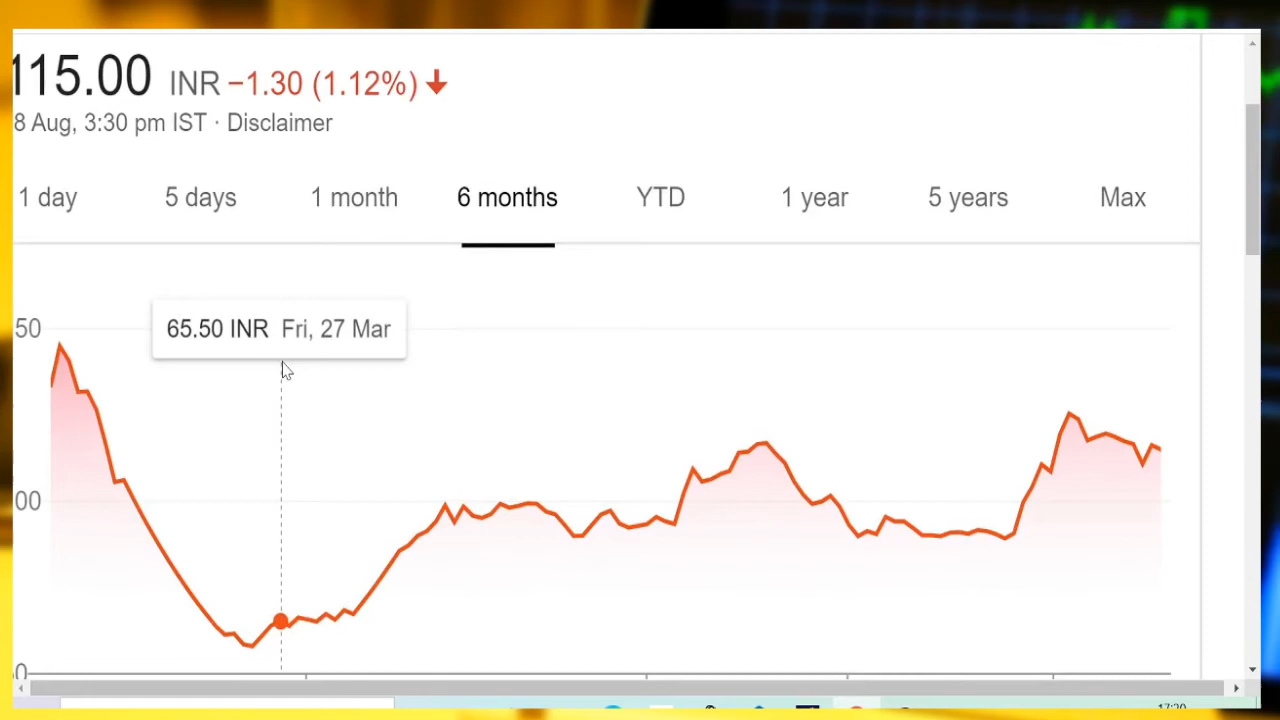 115.00 INR −1.30 (1.12%)
8 Aug, 3:30 pm IST · Disclaimer
1 day 5 days 1 month 6 months YTD 1 year 5 years Max
65.50 INR Fri, 27 Mar
50
00
0